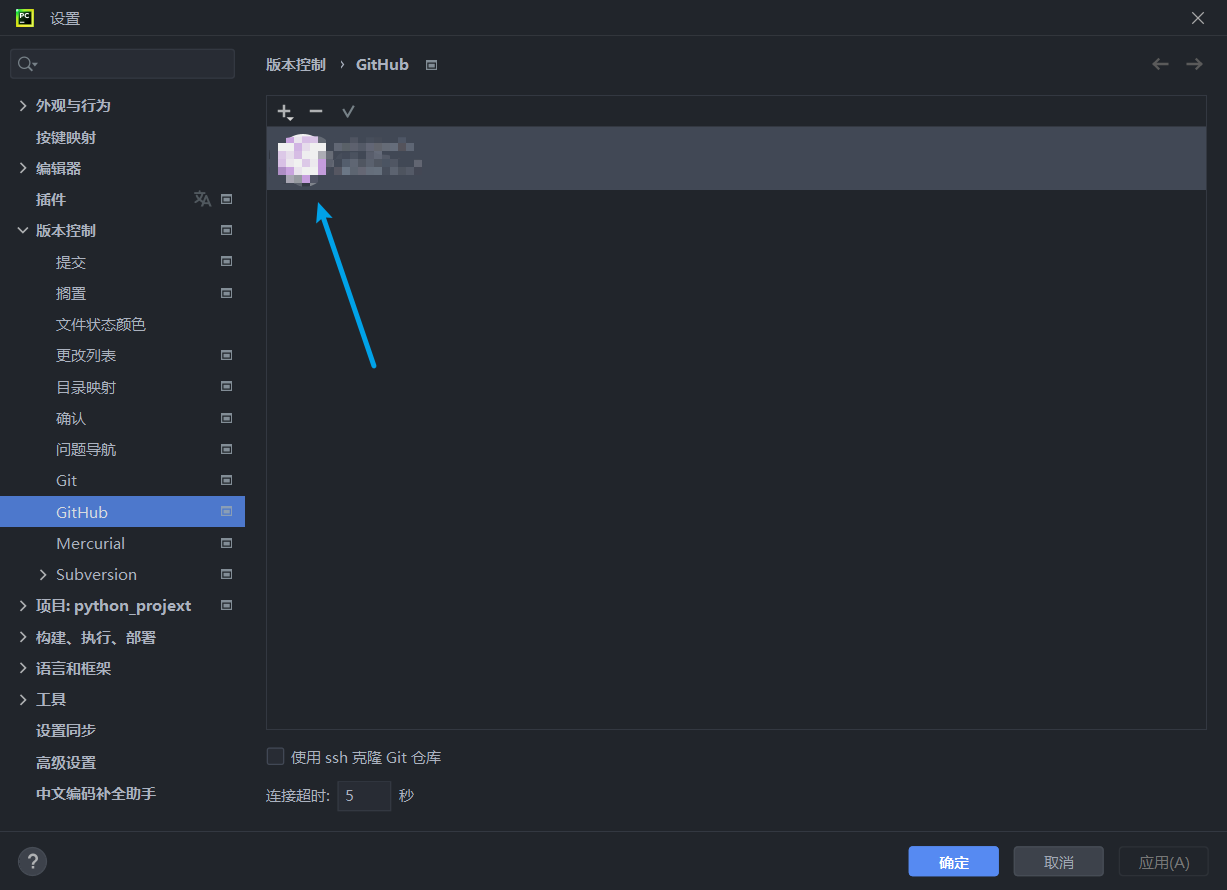 设置
版本控制 › GitHub
外观与行为
按键映射
编辑器
插件
版本控制
提交
搁置
文件状态颜色
更改列表
目录映射
确认
问题导航
Git
GitHub
Mercurial
Subversion
项目: python_projext
构建、执行、部署
语言和框架
工具
设置同步
高级设置
中文编码补全助手
使用 ssh 克隆 Git 仓库
连接超时: 5 秒
? 确定 取消 应用(A)